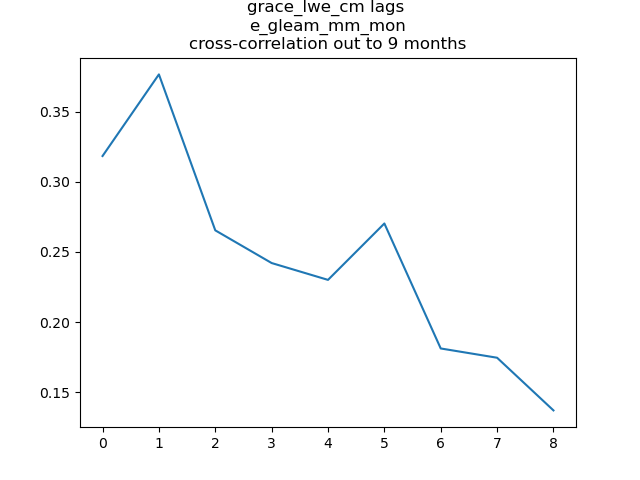 grace_lwe_cm lags
e_gleam_mm_mon
cross-correlation out to 9 months
0.35
0.30
0.25
0.20
0.15
0 1 2 3 4 5 6 7 8